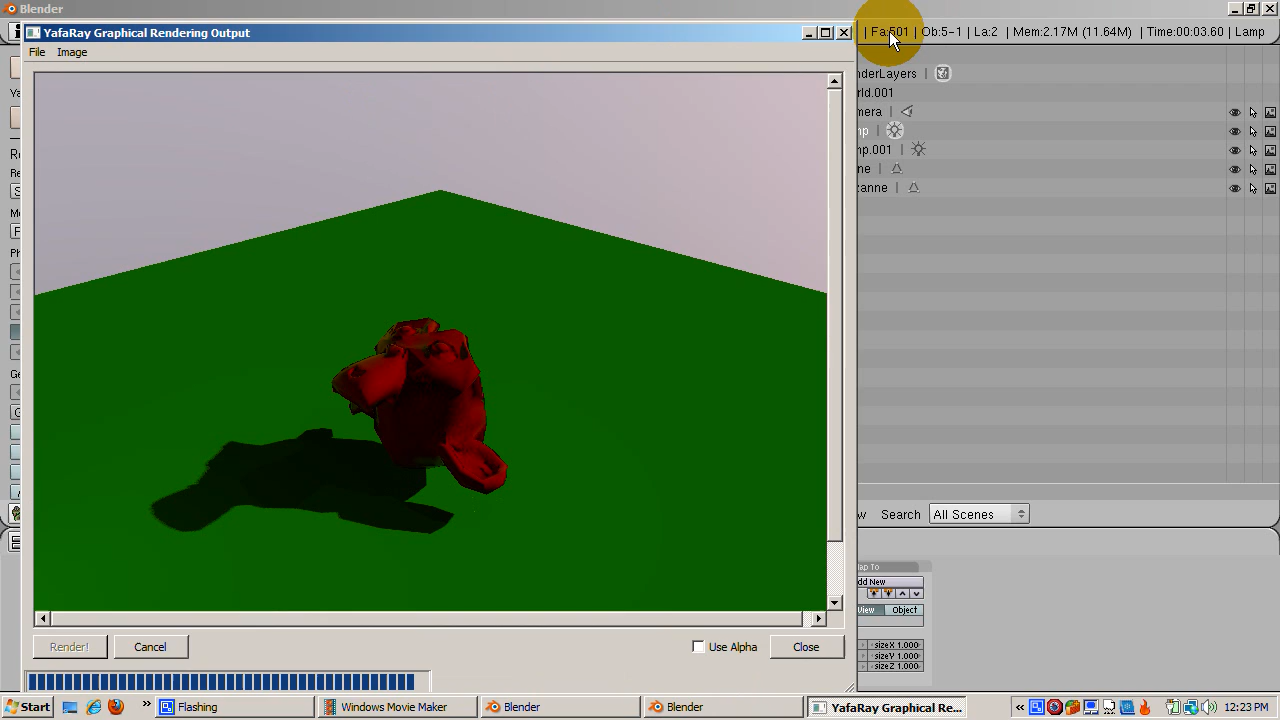 Blender
YafaRay Graphical Rendering Output
| Fa:501 | Ob:5-1 | La:2 | Mem:2.17M (11.64M) | Time:00:03.60 | Lamp
File Image
nderLayers |
rld.001
mera |
mp |
mp.001 |
ne |
zanne |
Search All Scenes
dd New
View Object
sizeX 1.000
sizeY 1.000
sizeZ 1.000
Render! Cancel Use Alpha Close
Start Flashing Windows Movie Maker Blender Blender YafaRay Graphical Re... 12:23 PM